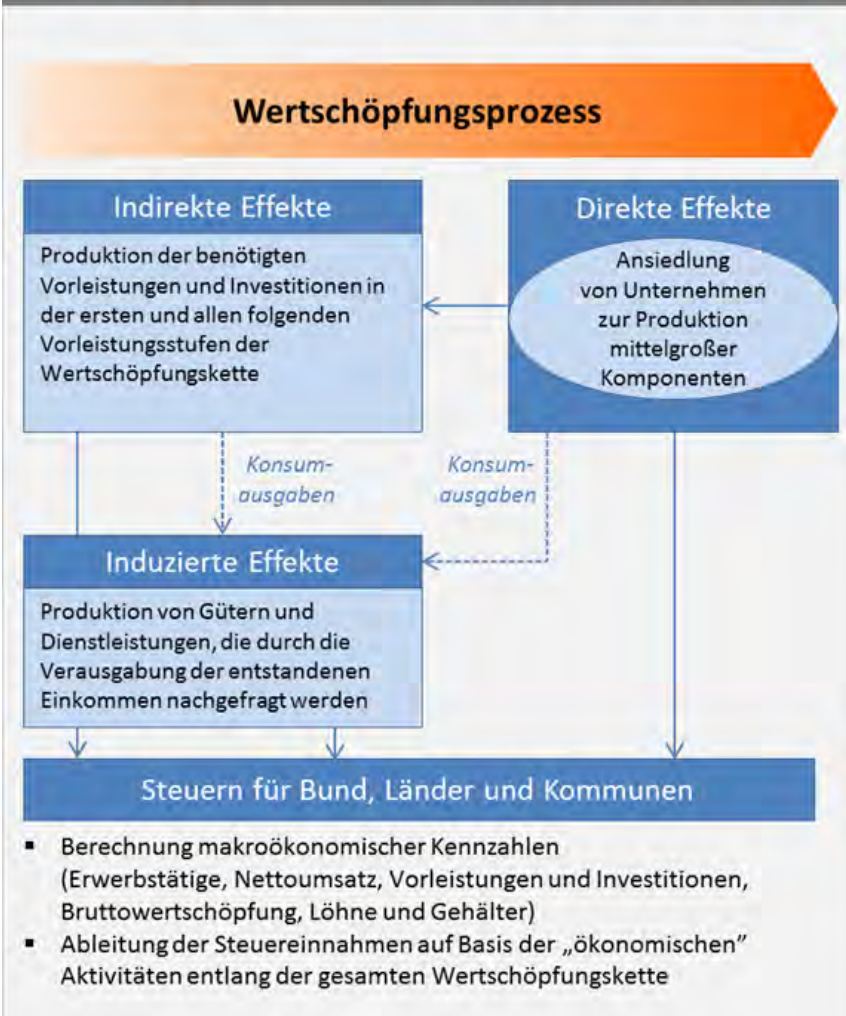 Wertschöpfungsprozess
Indirekte Effekte
Produktion der benötigten
Vorleistungen und Investitionen in
der ersten und allen folgenden
Vorleistungsstufen der
Wertschöpfungskette
Direkte Effekte
Ansiedlung
von Unternehmen
zur Produktion
mittelgroßer
Komponenten
Konsum-
ausgaben
Konsum-
ausgaben
Induzierte Effekte
Produktion von Gütern und
Dienstleistungen, die durch die
Verausgabung der entstandenen
Einkommen nachgefragt werden
Steuern für Bund, Länder und Kommunen
▪ Berechnung makroökonomischer Kennzahlen
(Erwerbstätige, Nettoumsatz, Vorleistungen und Investitionen,
Bruttowertschöpfung, Löhne und Gehälter)
▪ Ableitung der Steuereinnahmen auf Basis der „ökonomischen”
Aktivitäten entlang der gesamten Wertschöpfungskette